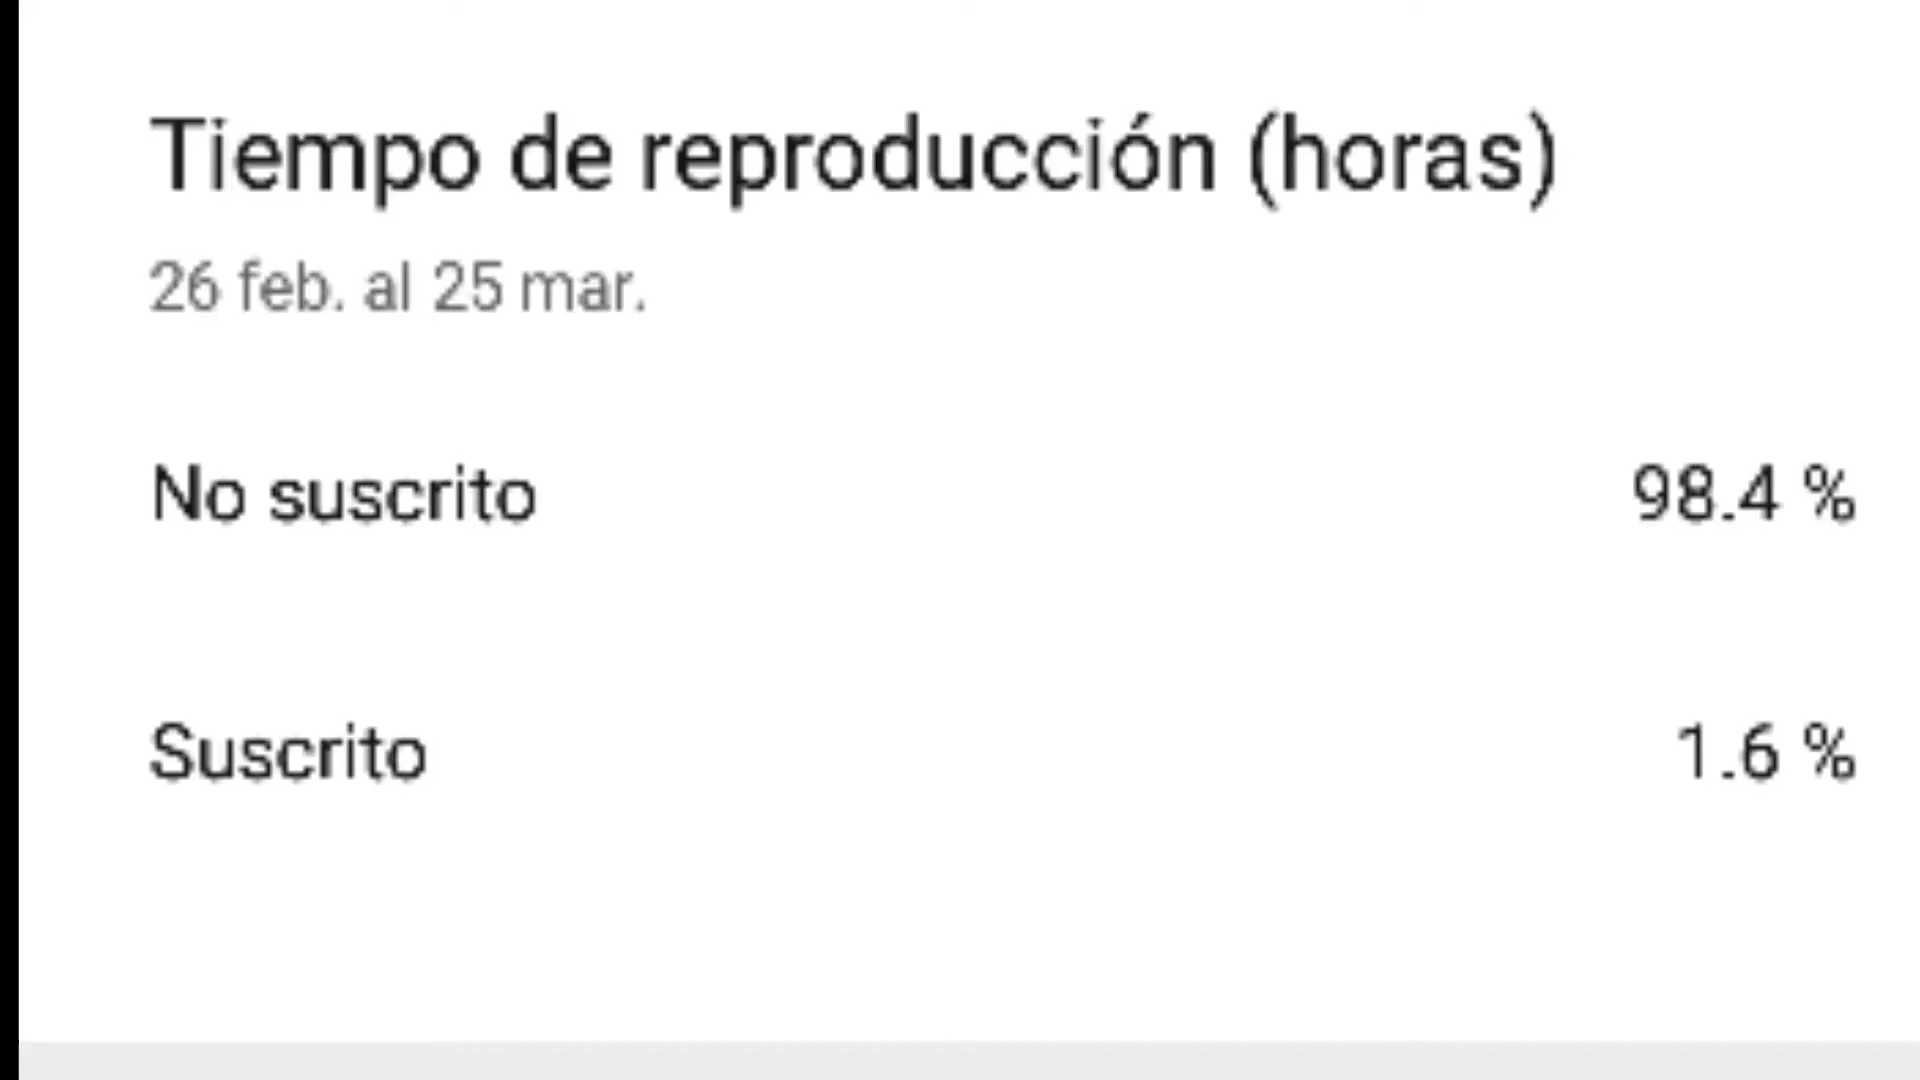 Tiempo de reproducción (horas)
26 feb. al 25 mar.
No suscrito 98.4 %
Suscrito 1.6 %